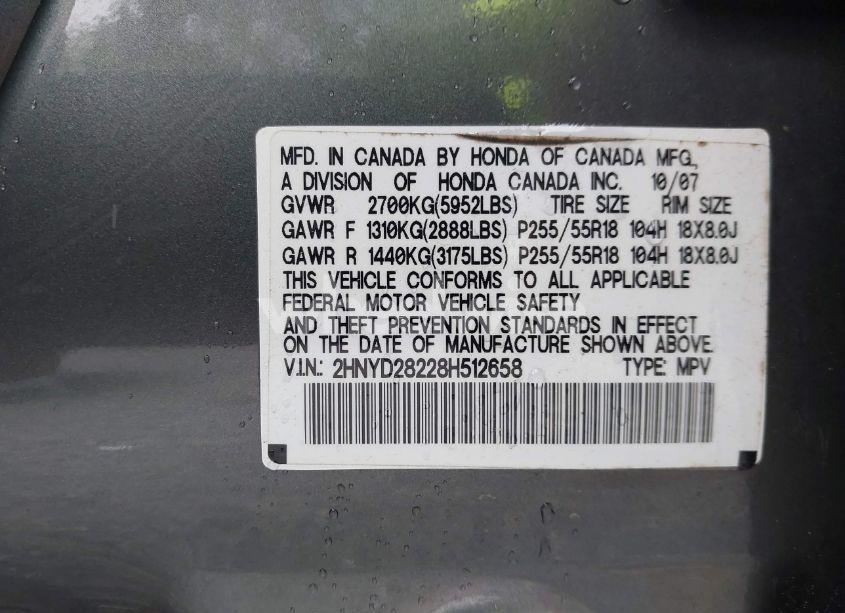 MFD. IN CANADA BY HONDA OF CANADA MFG.,
A DIVISION OF HONDA CANADA INC. 10/07
GVWR 2700KG(5952LBS) TIRE SIZE RIM SIZE
GAWR F 1310KG(2888LBS) P255/55R18 104H 18X8.0J
GAWR R 1440KG(3175LBS) P255/55R18 104H 18X8.0J
THIS VEHICLE CONFORMS TO ALL APPLICABLE
FEDERAL MOTOR VEHICLE SAFETY
AND THEFT PREVENTION STANDARDS IN EFFECT
ON THE DATE OF MANUFACTURE SHOWN ABOVE.
V.I.N.: 2HNYD28228H512658 TYPE: MPV